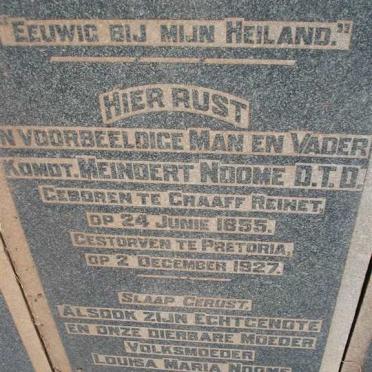 "EEUWIG BIJ MIJN HEILAND."
HIER RUST
'N VOORBEELDIGE MAN EN VADER
KOMDT. MEINDERT NOOME D.T.D.
GEBOREN TE GRAAFF REINET,
OP 24 JUNIE 1855.
GESTORVEN TE PRETORIA,
OP 2 DECEMBER 1927.
SLAAP GERUST.
ALSOOK ZIJN ECHTGENOTE
EN ONZE DIERBARE MOEDER
VOLKSMOEDER
LOUISA MARIA NOOME